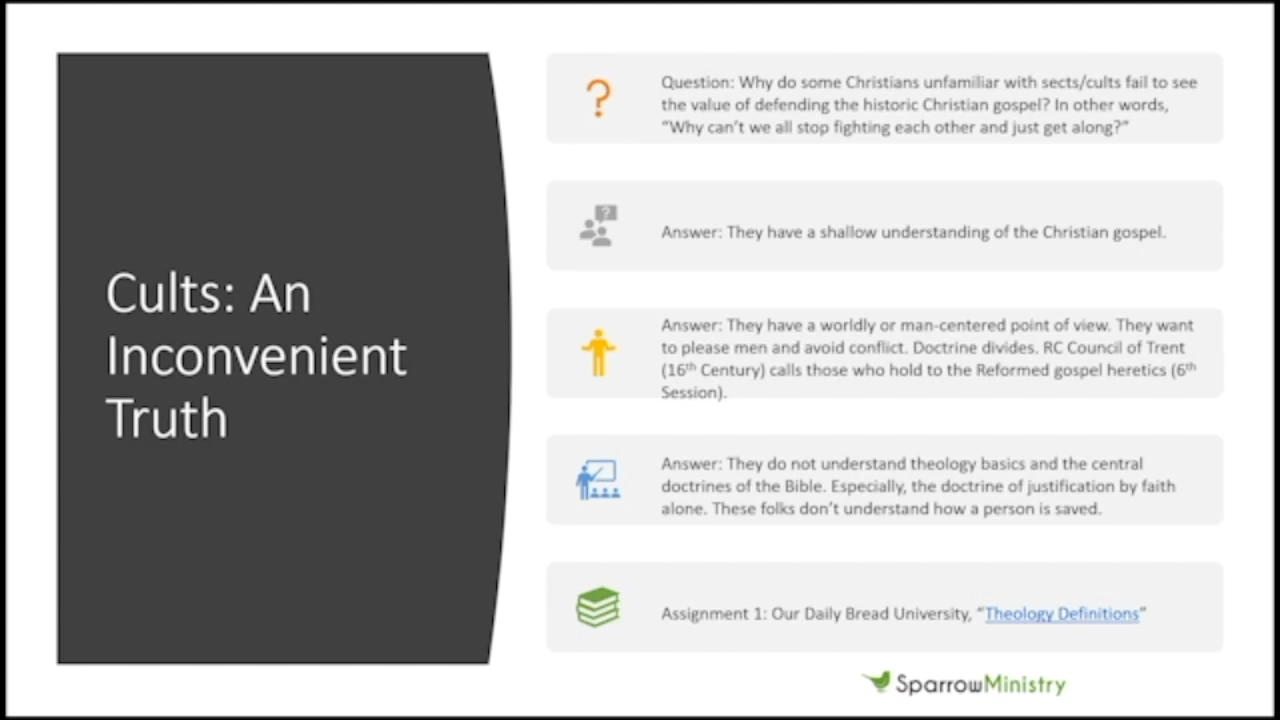 Cults: An
Inconvenient
Truth
?
Question: Why do some Christians unfamiliar with sects/cults fail to see
the value of defending the historic Christian gospel? In other words,
“Why can’t we all stop fighting each other and just get along?”
?
Answer: They have a shallow understanding of the Christian gospel.
Answer: They have a worldly or man-centered point of view. They want
to please men and avoid conflict. Doctrine divides. RC Council of Trent
(16th Century) calls those who hold to the Reformed gospel heretics (6th
Session).
Answer: They do not understand theology basics and the central
doctrines of the Bible. Especially, the doctrine of justification by faith
alone. These folks don’t understand how a person is saved.
Assignment 1: Our Daily Bread University, “Theology Definitions”
SparrowMinistry